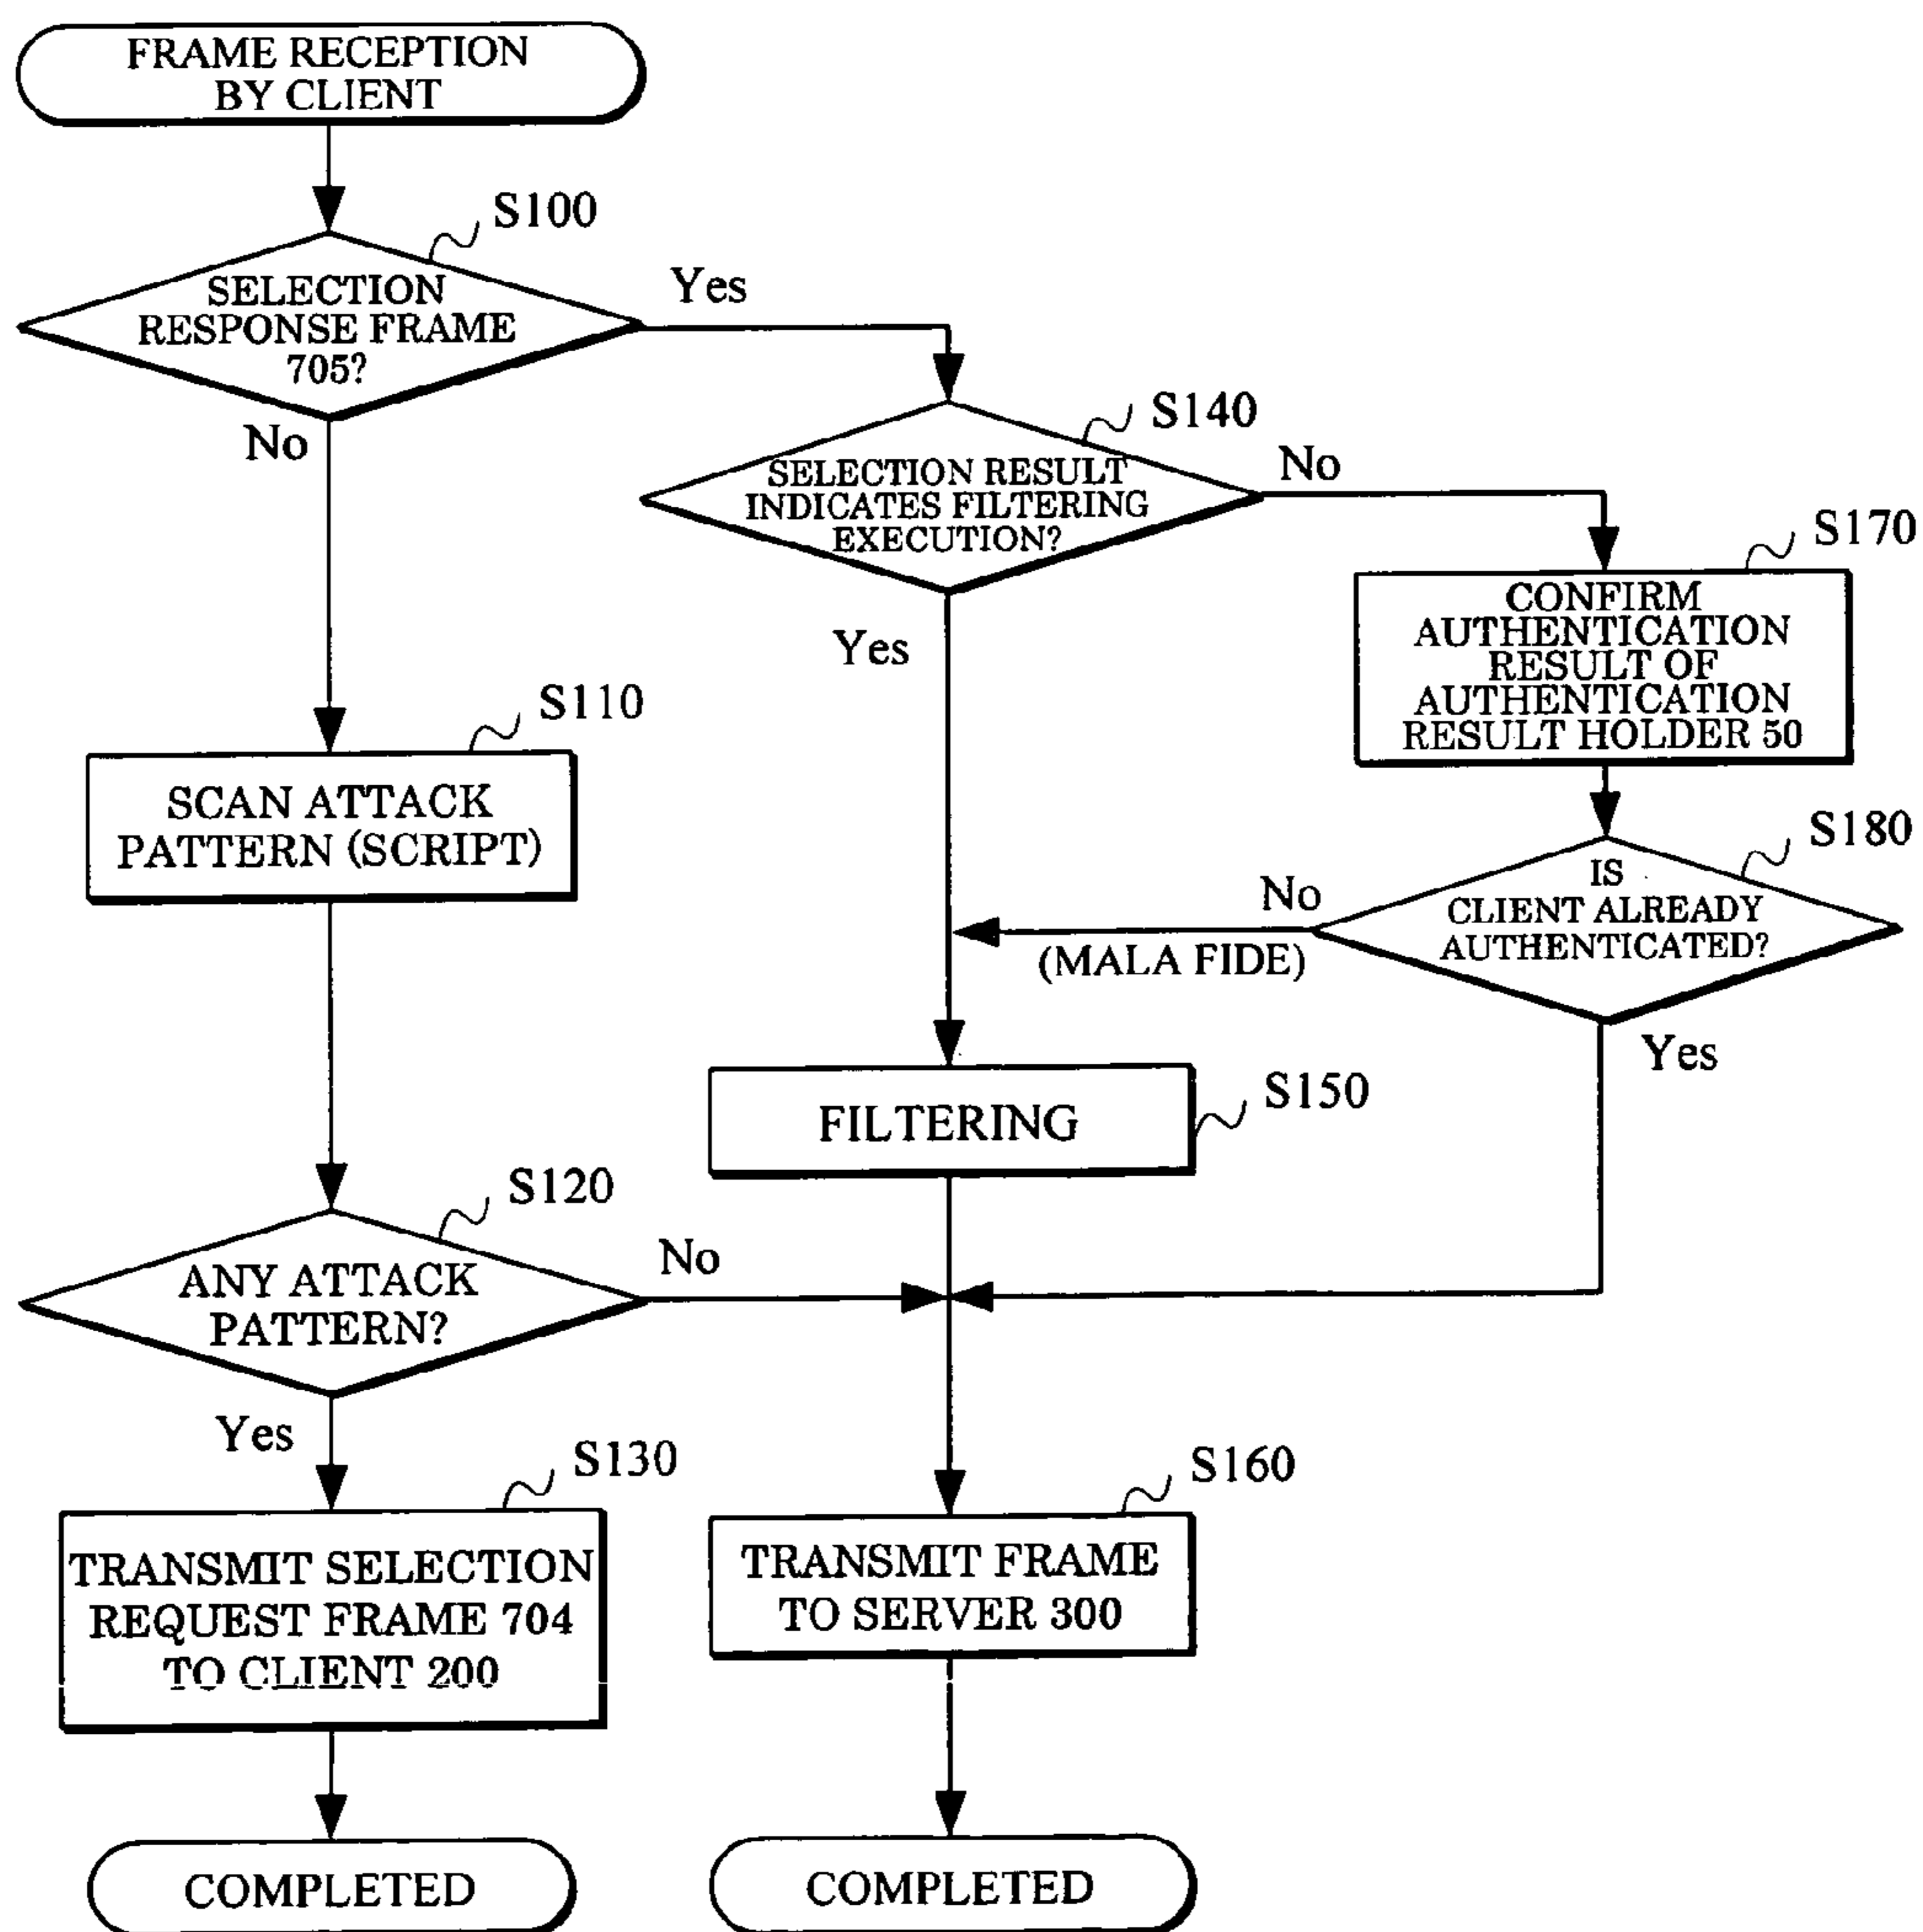 FRAME RECEPTION
BY CLIENT
S100
SELECTION
RESPONSE FRAME
705?
Yes
No
S140
SELECTION RESULT
INDICATES FILTERING
EXECUTION?
No
Yes
S170
CONFIRM
AUTHENTICATION
RESULT OF
AUTHENTICATION
RESULT HOLDER 50
S110
SCAN ATTACK
PATTERN (SCRIPT)
S180
IS
CLIENT ALREADY
AUTHENTICATED?
No
(MALA FIDE)
Yes
S150
FILTERING
S120
ANY ATTACK
PATTERN?
No
Yes
S130
TRANSMIT SELECTION
REQUEST FRAME 704
TO CLIENT 200
S160
TRANSMIT FRAME
TO SERVER 300
COMPLETED
COMPLETED